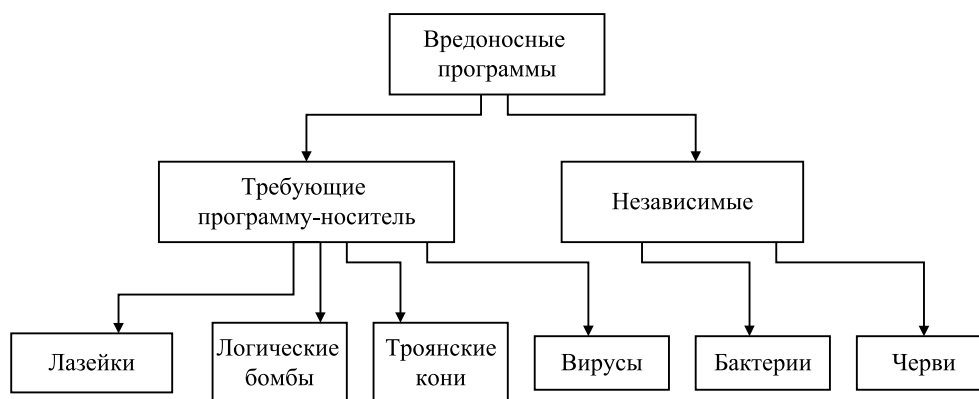 Вредоносные
программы
Требующие
программу-носитель
Независимые
Лазейки
Логические
бомбы
Троянские
кони
Вирусы
Бактерии
Черви